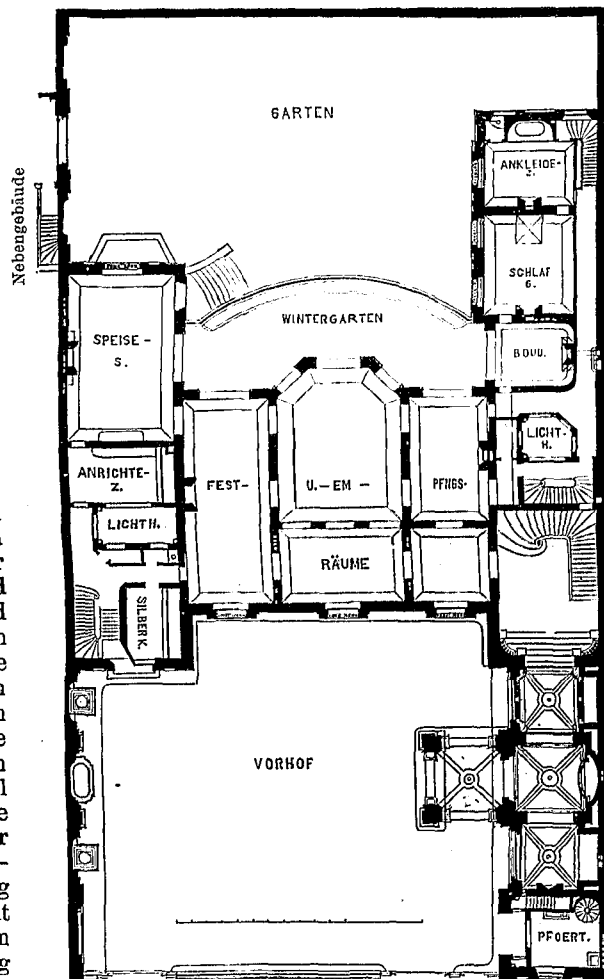 GARTEN
Nebengebäude
ANKLEIDE-
Z.
SCHLAF
G.
WINTERGARTEN
SPEISE-
S.
BOUD.
LICHT-
H.
ANRICHTE-
Z.
FEST-
U.-EM-
PFNGS-
LICHTH.
RÄUME
SILBERK.
VORHOF
PFOERT.